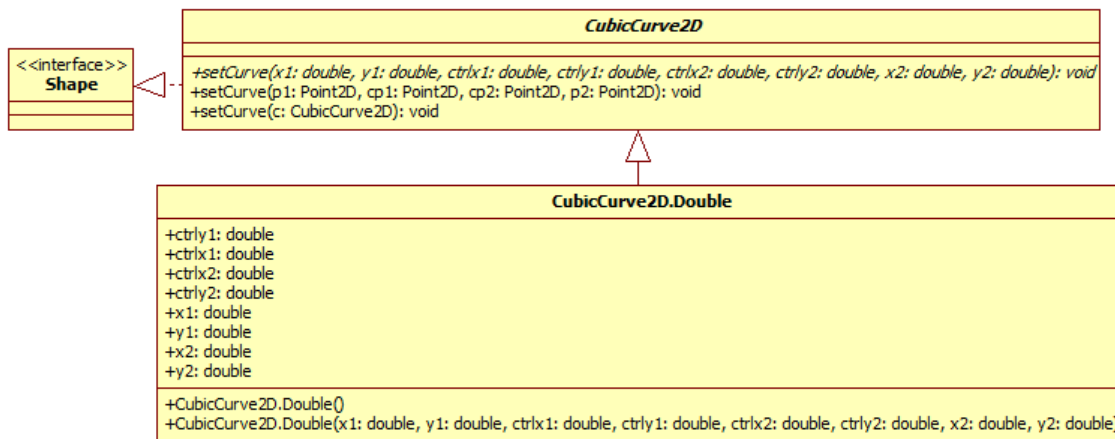 CubicCurve2D
<<interface>>
Shape
+setCurve(x1: double, y1: double, ctrlx1: double, ctrly1: double, ctrlx2: double, ctrly2: double, x2: double, y2: double): void
+setCurve(p1: Point2D, cp1: Point2D, cp2: Point2D, p2: Point2D): void
+setCurve(c: CubicCurve2D): void
CubicCurve2D.Double
+ctrly1: double
+ctrlx1: double
+ctrlx2: double
+ctrly2: double
+x1: double
+y1: double
+x2: double
+y2: double
+CubicCurve2D.Double()
+CubicCurve2D.Double(x1: double, y1: double, ctrlx1: double, ctrly1: double, ctrlx2: double, ctrly2: double, x2: double, y2: double)